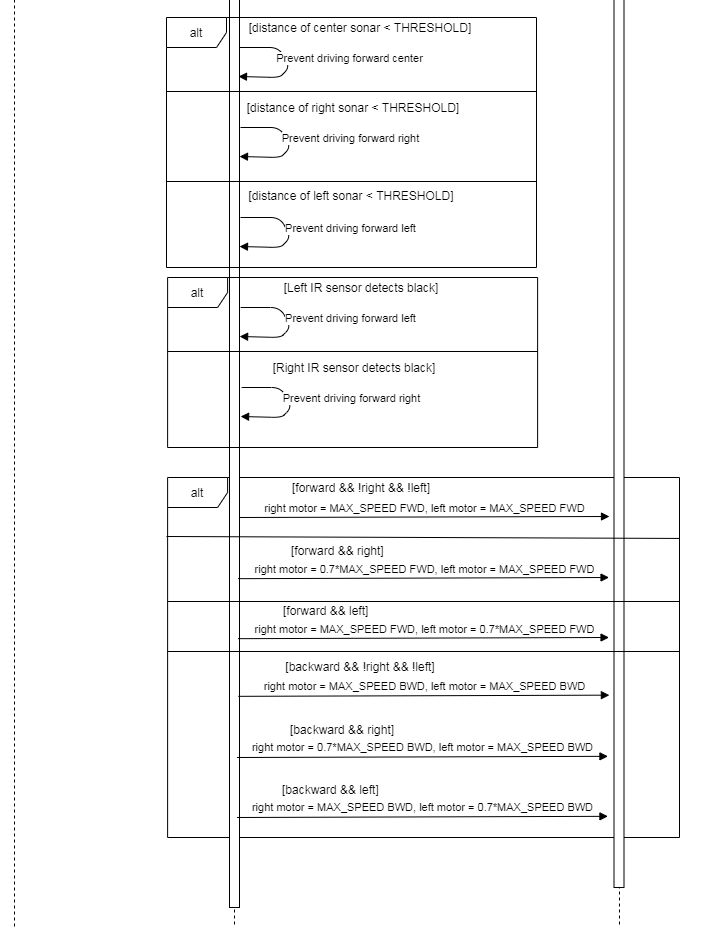 alt
[distance of center sonar < THRESHOLD]
Prevent driving forward center
[distance of right sonar < THRESHOLD]
Prevent driving forward right
[distance of left sonar < THRESHOLD]
Prevent driving forward left
alt
[Left IR sensor detects black]
Prevent driving forward left
[Right IR sensor detects black]
Prevent driving forward right
alt
[forward && !right && !left]
right motor = MAX_SPEED FWD, left motor = MAX_SPEED FWD
[forward && right]
right motor = 0.7*MAX_SPEED FWD, left motor = MAX_SPEED FWD
[forward && left]
right motor = MAX_SPEED FWD, left motor = 0.7*MAX_SPEED FWD
[backward && !right && !left]
right motor = MAX_SPEED BWD, left motor = MAX_SPEED BWD
[backward && right]
right motor = 0.7*MAX_SPEED BWD, left motor = MAX_SPEED BWD
[backward && left]
right motor = MAX_SPEED BWD, left motor = 0.7*MAX_SPEED BWD